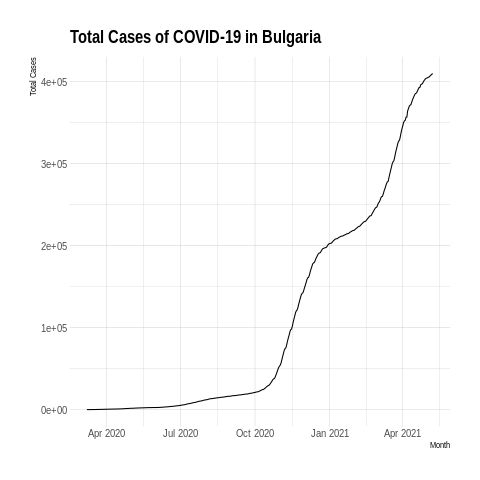 Total Cases of COVID-19 in Bulgaria
Total Cases
4e+05
3e+05
2e+05
1e+05
0e+00
Apr 2020 Jul 2020 Oct 2020 Jan 2021 Apr 2021
Month